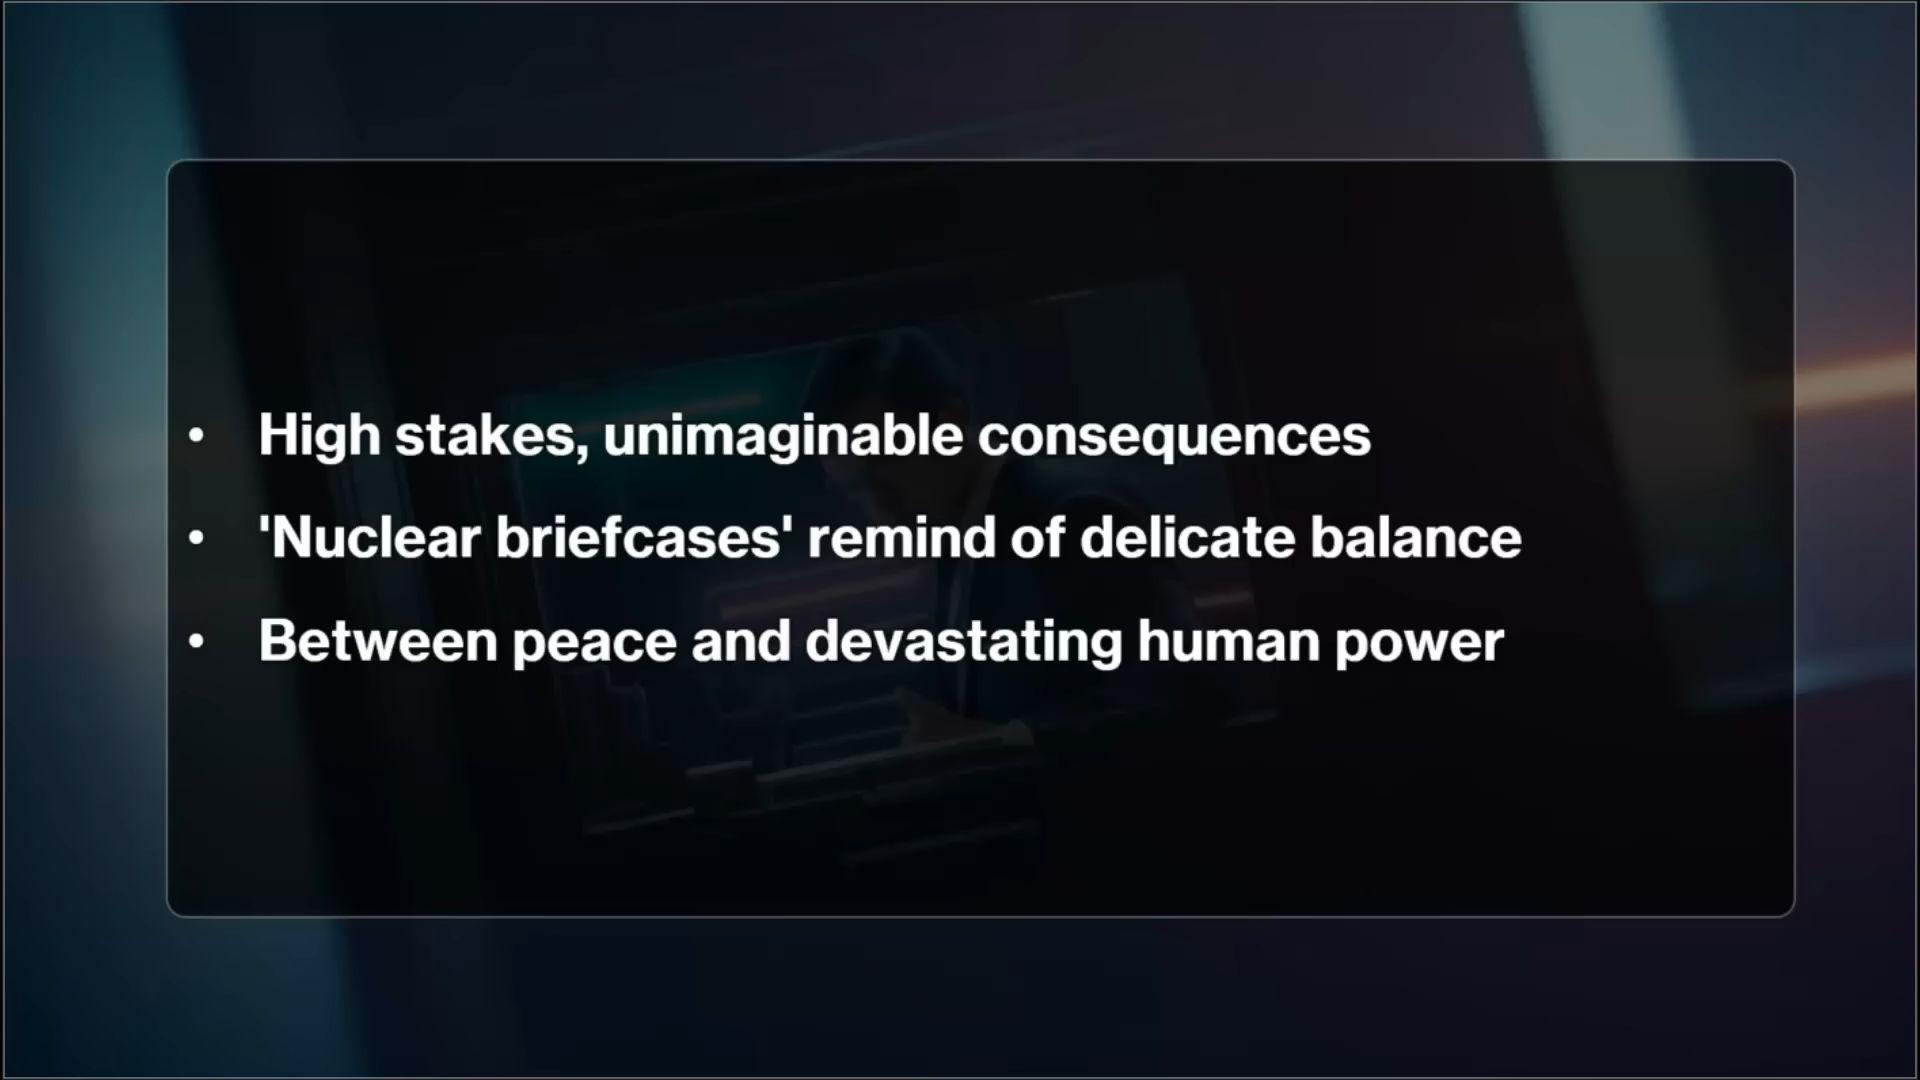 • High stakes, unimaginable consequences
• 'Nuclear briefcases' remind of delicate balance
• Between peace and devastating human power